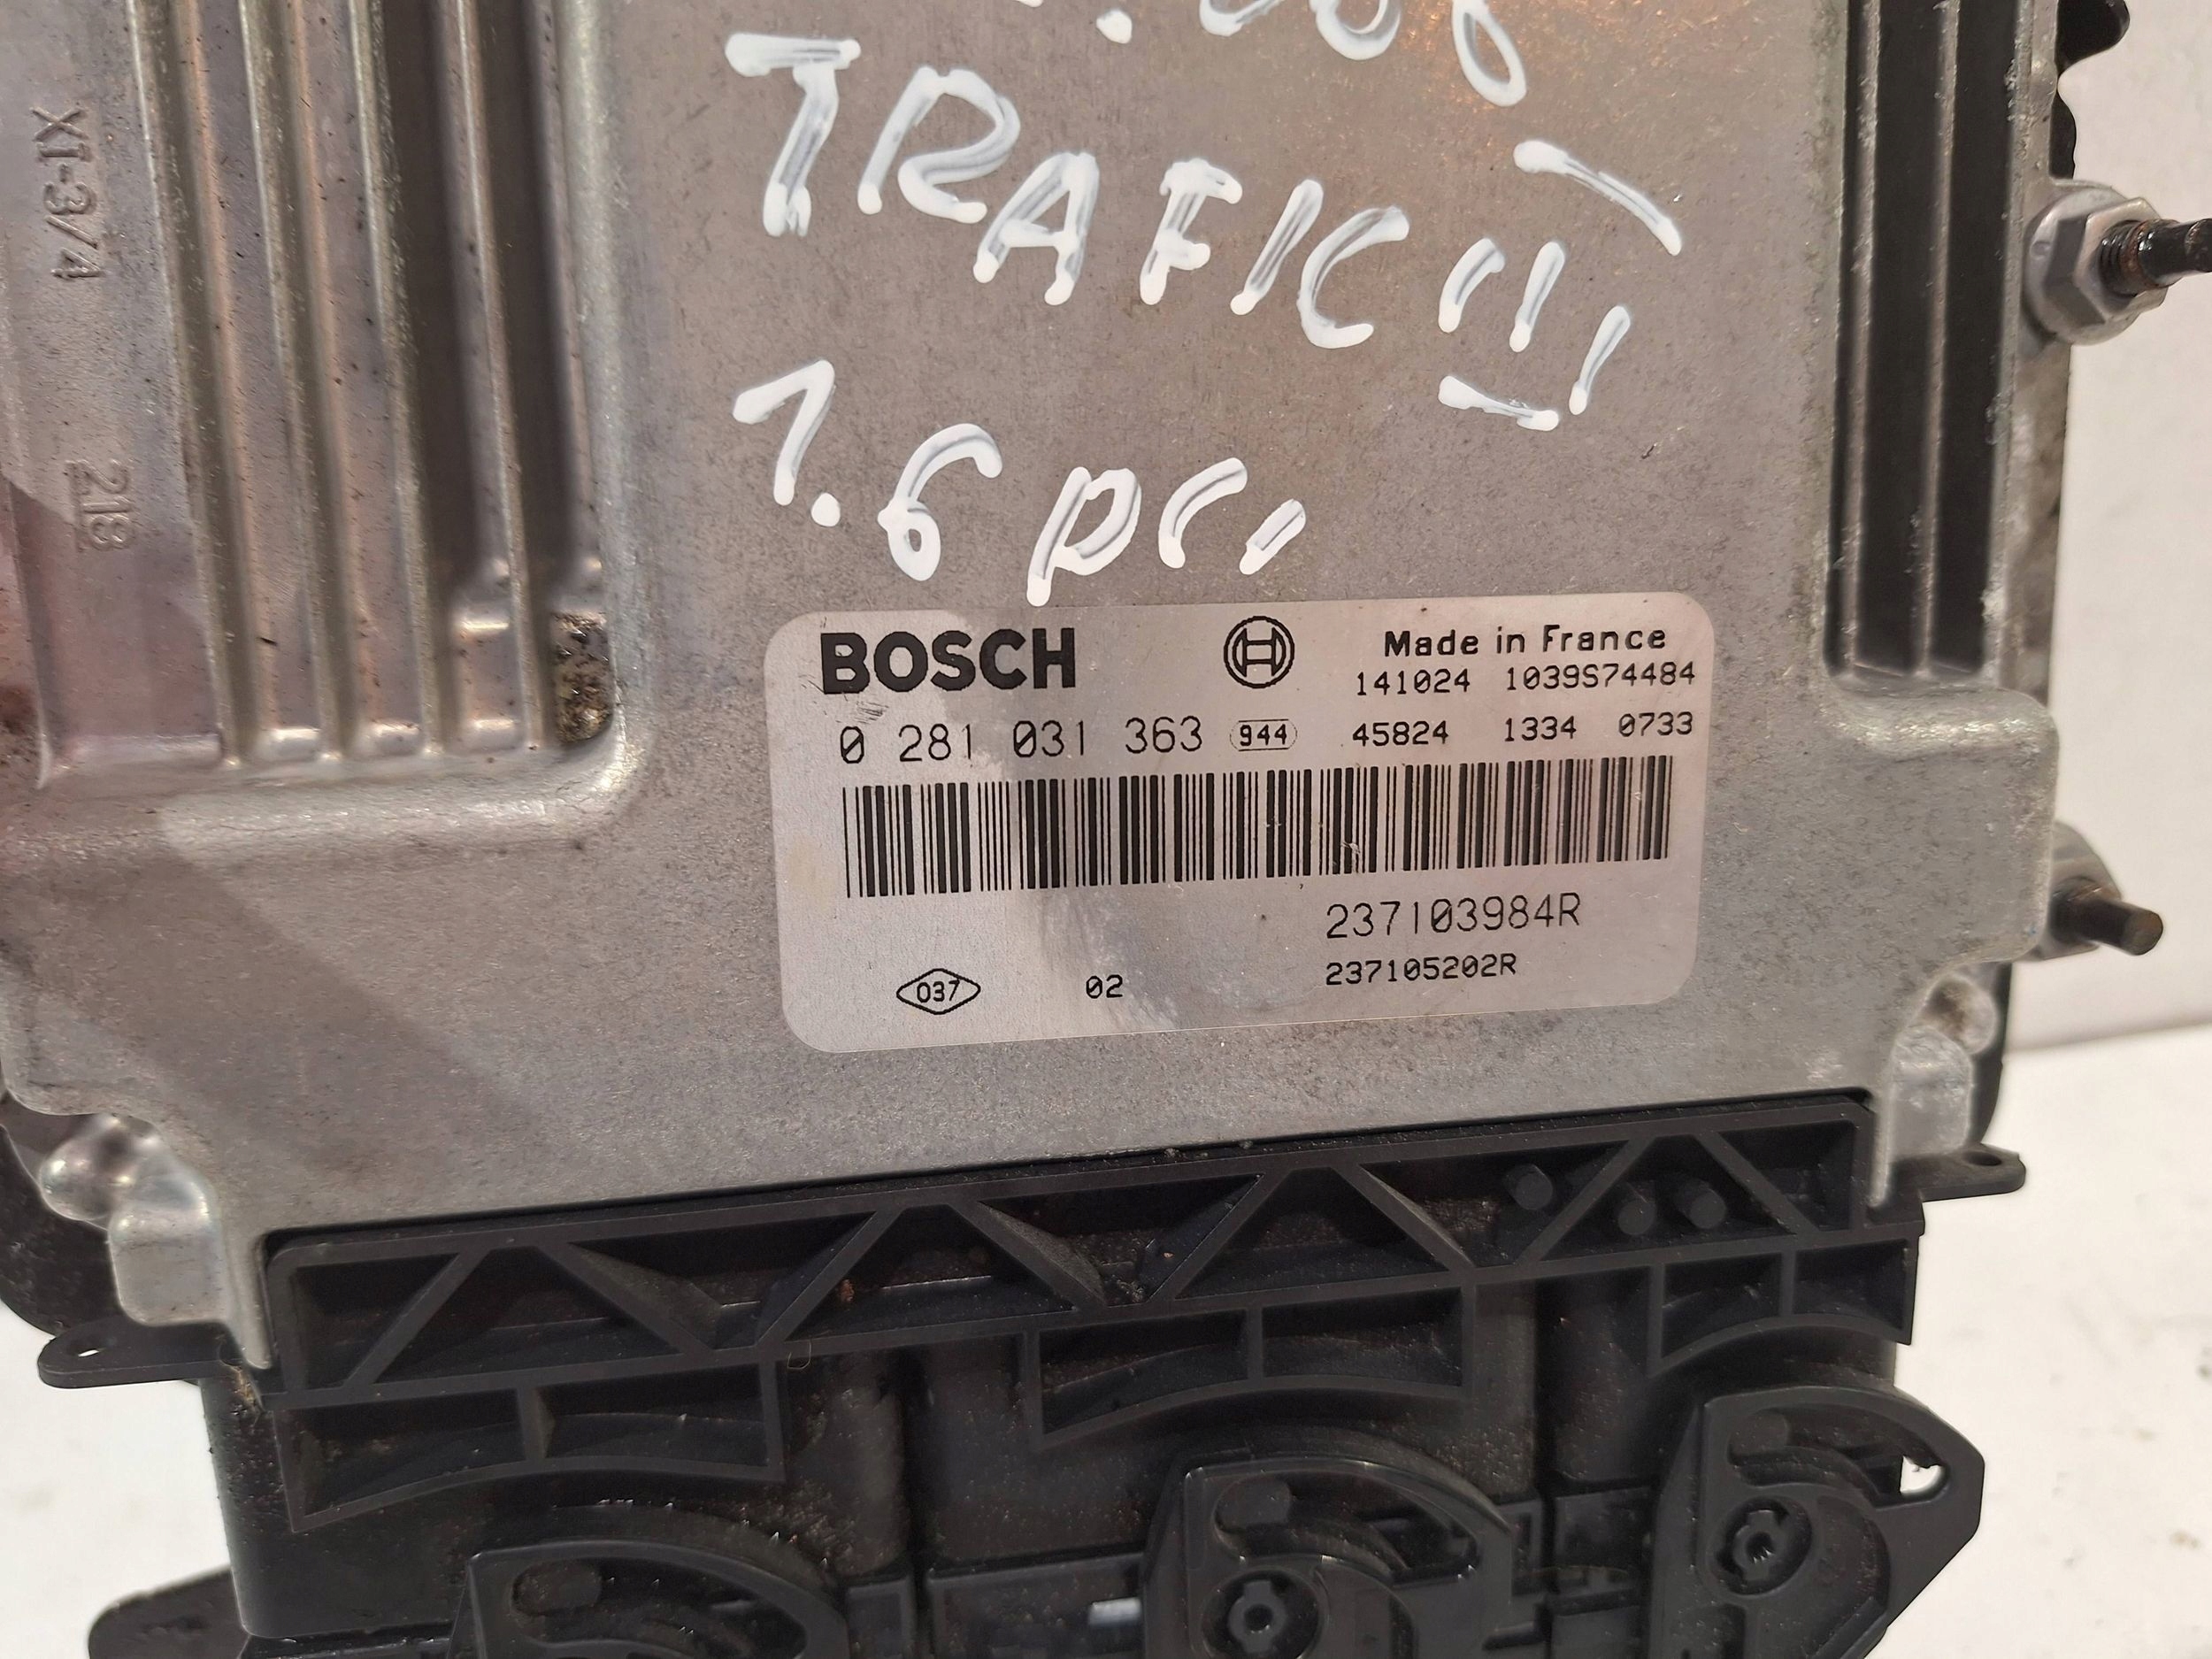 TRAFIC III
1.6 DCI
XI-3/4
218
BOSCH
Made in France
141024 1039S74484
0 281 031 363 944 45824 1334 0733
237103984R
037 02 237105202R